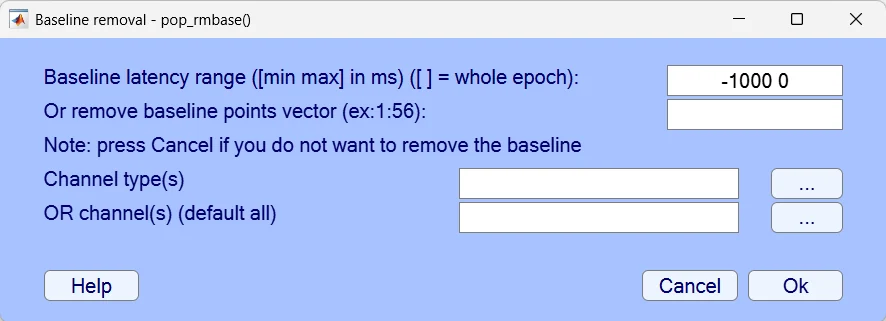 Baseline removal - pop_rmbase()
Baseline latency range ([min max] in ms) ([ ] = whole epoch): -1000 0
Or remove baseline points vector (ex:1:56):
Note: press Cancel if you do not want to remove the baseline
Channel type(s) ...
OR channel(s) (default all) ...
Help Cancel Ok